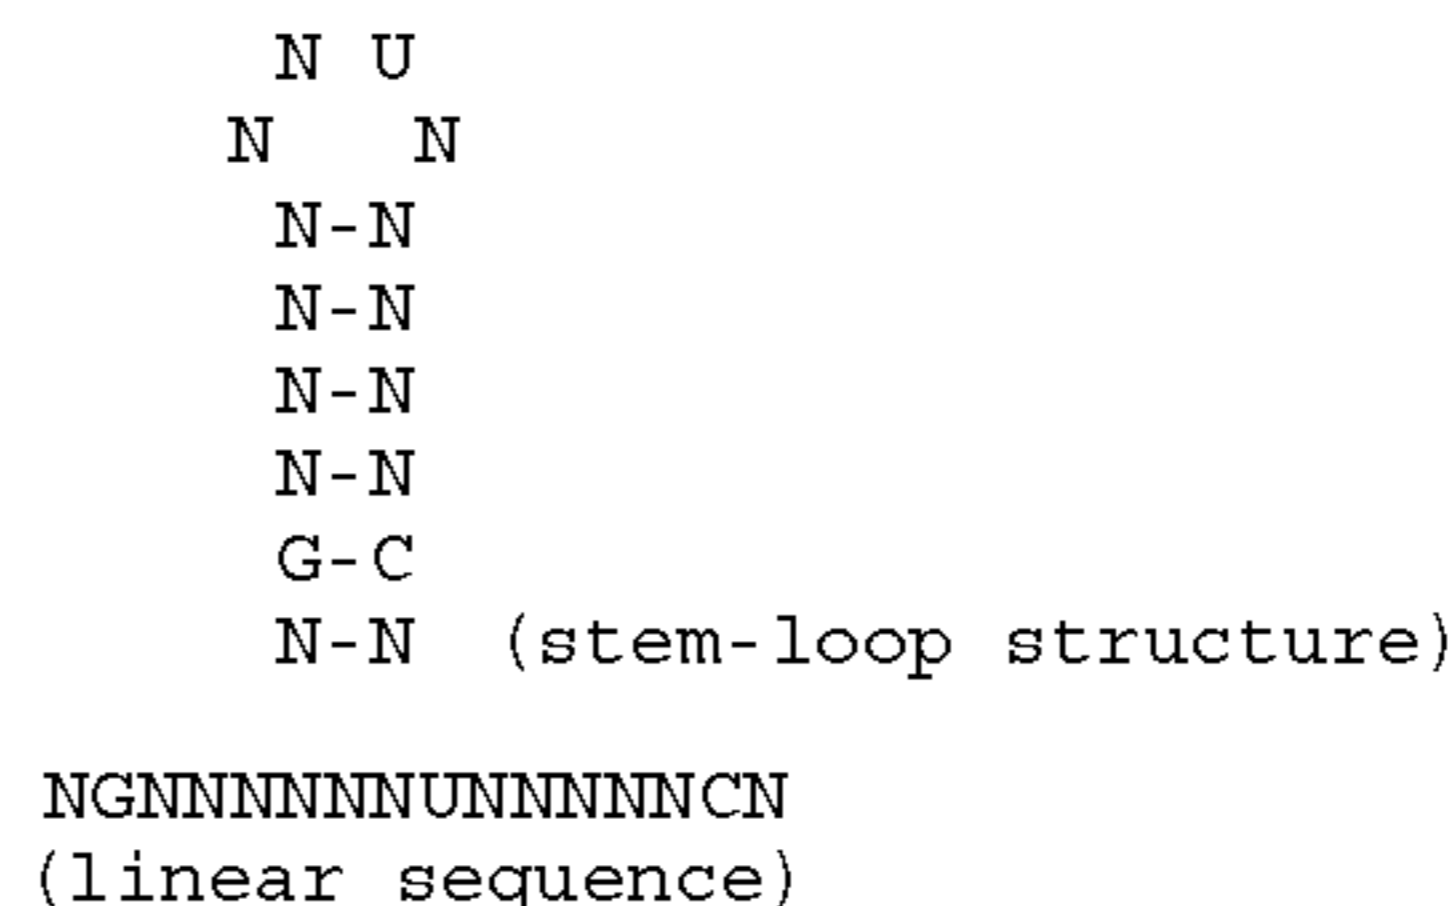 N U
N N
N-N
N-N
N-N
N-N
G-C
N-N (stem-loop structure)
NGNNNNNNUNNNNNCN
(linear sequence)